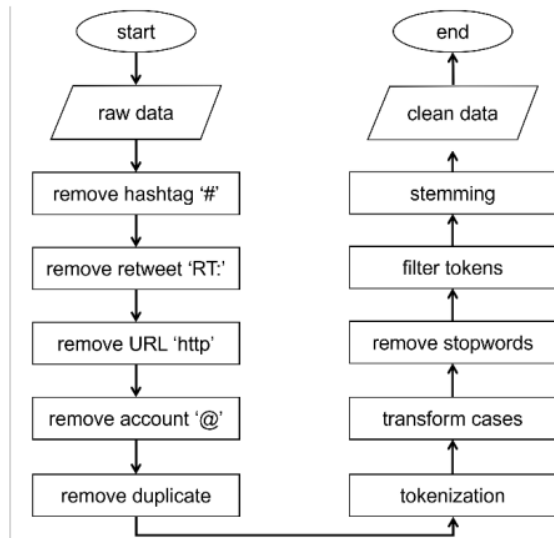 start
raw data
remove hashtag ‘#’
remove retweet ‘RT:’
remove URL ‘http’
remove account ‘@’
remove duplicate
tokenization
transform cases
remove stopwords
filter tokens
stemming
clean data
end